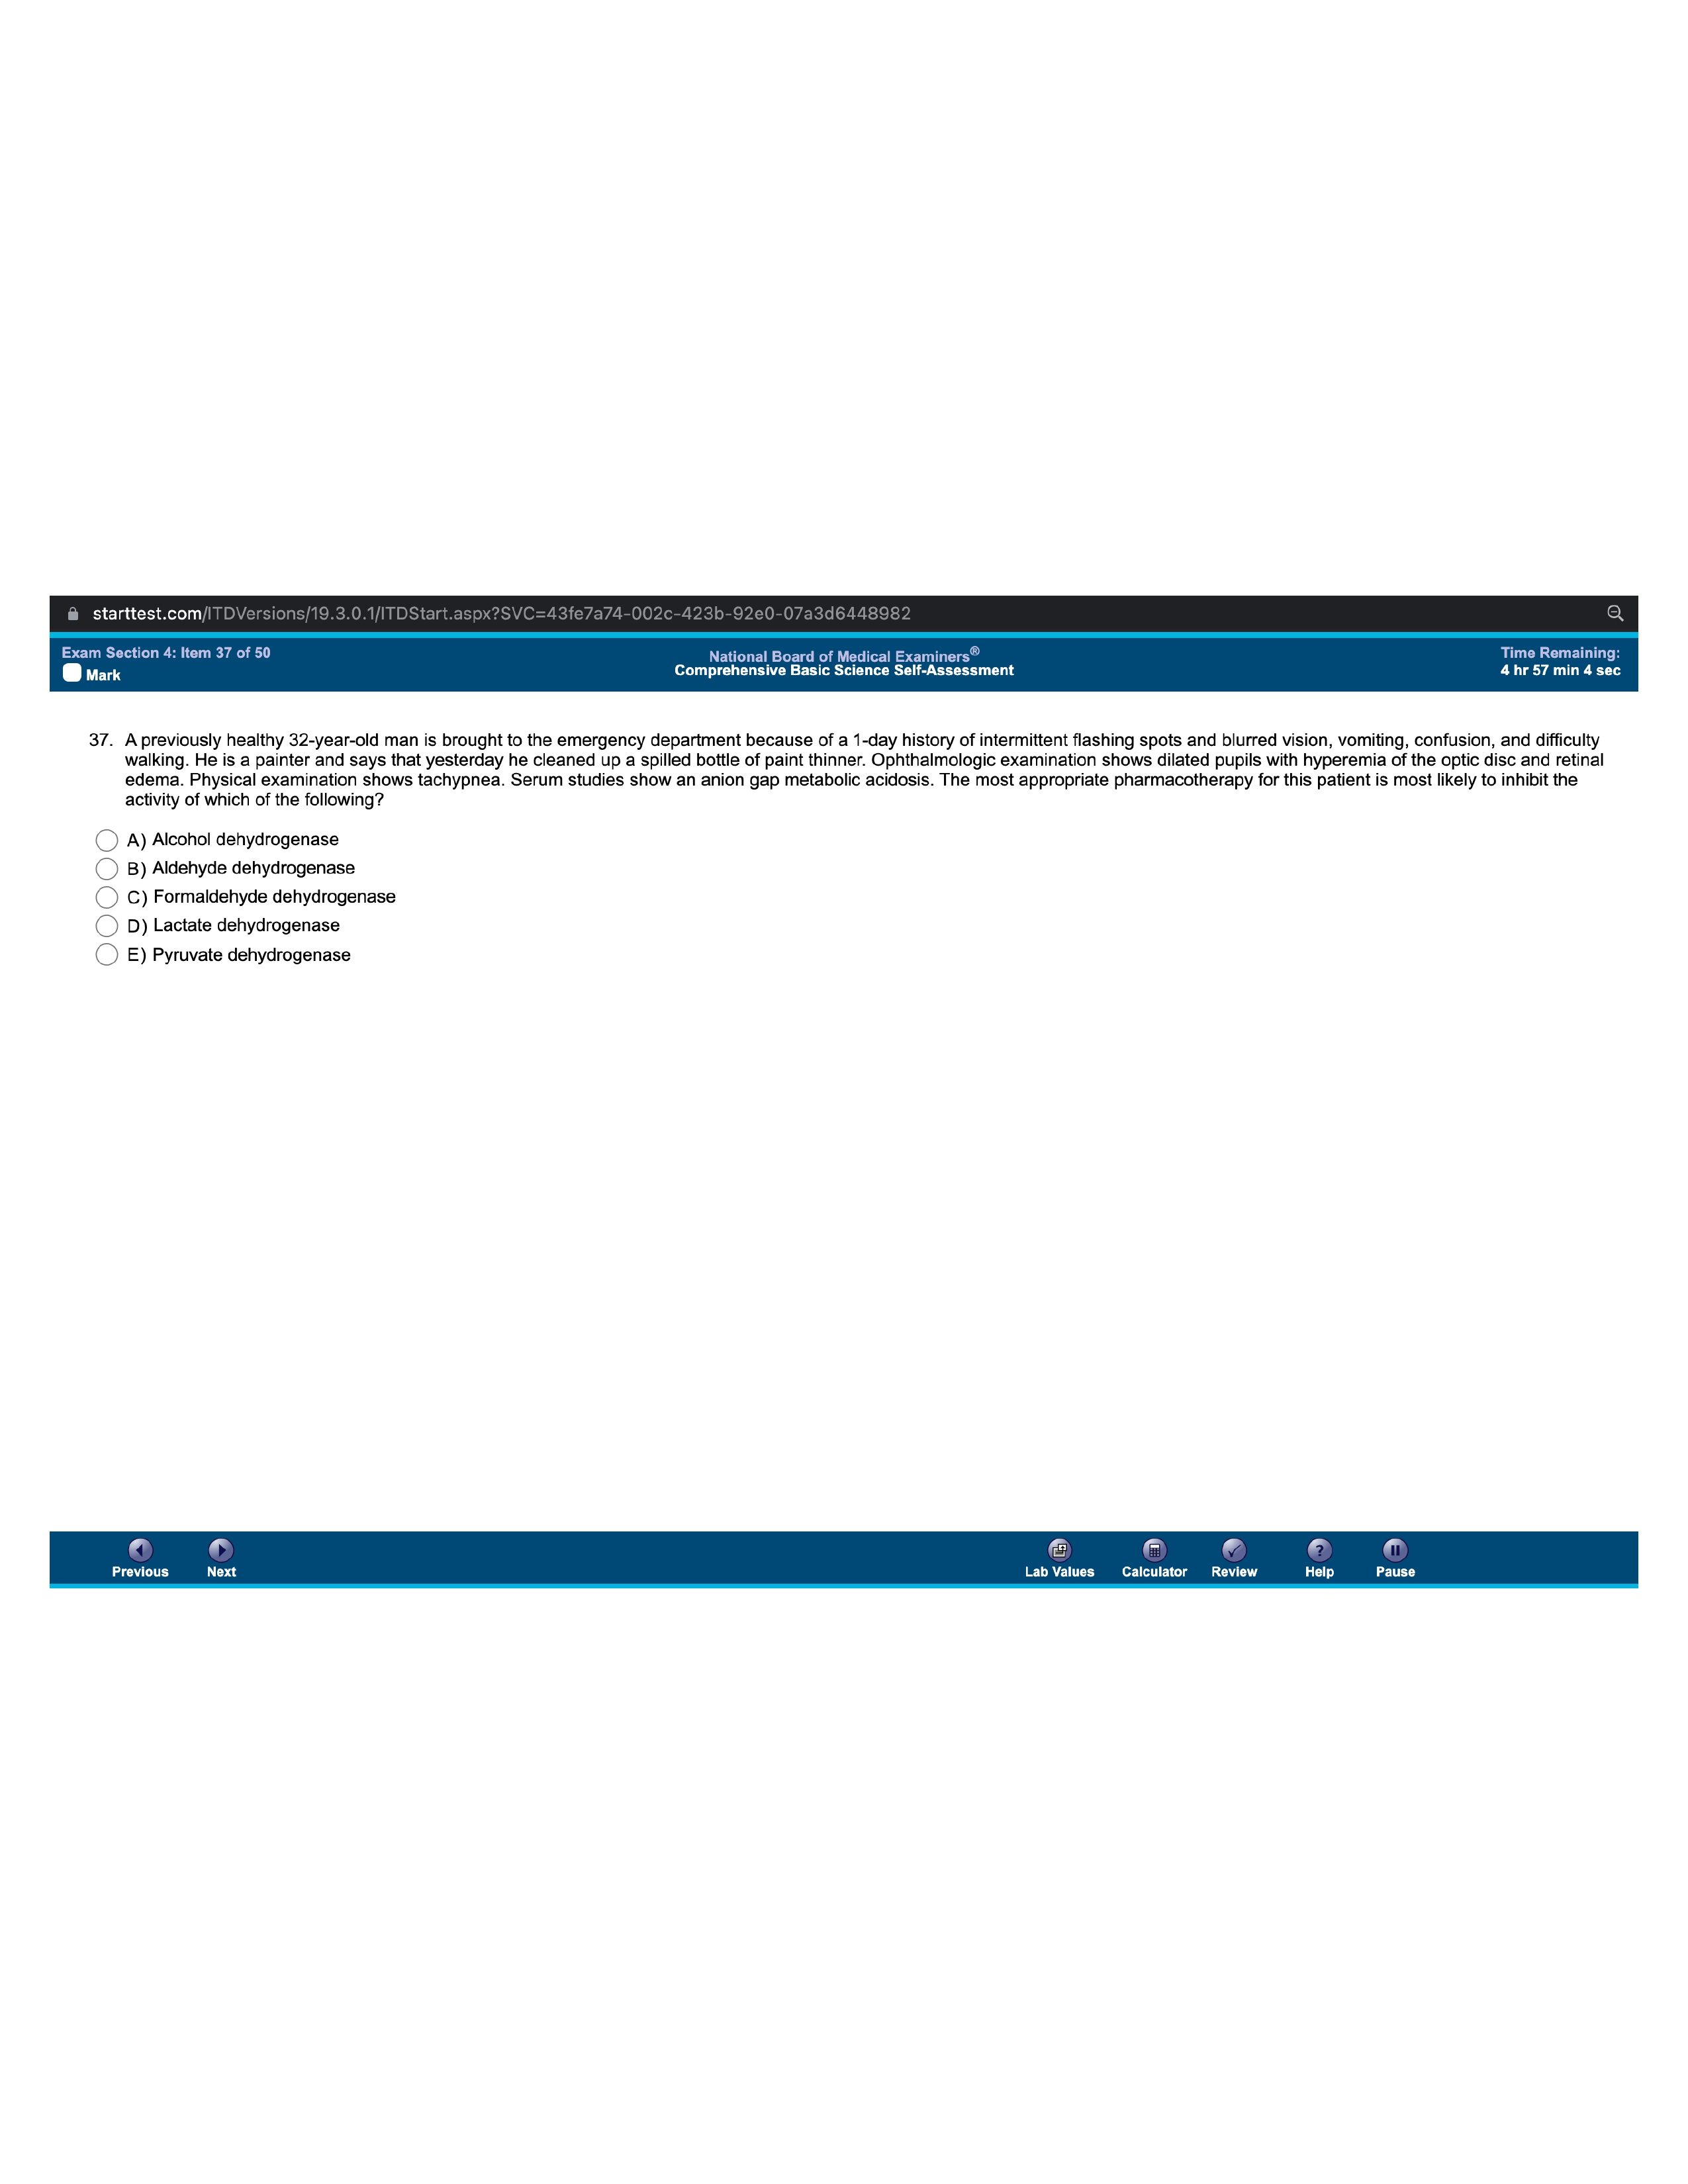 starttest.com/ITDVersions/19.3.0.1/ITDStart.aspx?SVC=43fe7a74-002c-423b-92e0-07a3d6448982
Exam Section 4: Item 37 of 50
Mark
National Board of Medical Examiners®
Comprehensive Basic Science Self-Assessment
Time Remaining:
4 hr 57 min 4 sec
37. A previously healthy 32-year-old man is brought to the emergency department because of a 1-day history of intermittent flashing spots and blurred vision, vomiting, confusion, and difficulty
walking. He is a painter and says that yesterday he cleaned up a spilled bottle of paint thinner. Ophthalmologic examination shows dilated pupils with hyperemia of the optic disc and retinal
edema. Physical examination shows tachypnea. Serum studies show an anion gap metabolic acidosis. The most appropriate pharmacotherapy for this patient is most likely to inhibit the
activity of which of the following?
A) Alcohol dehydrogenase
B) Aldehyde dehydrogenase
C) Formaldehyde dehydrogenase
D) Lactate dehydrogenase
E) Pyruvate dehydrogenase
Previous
Next
Lab Values
Calculator
Review
Help
Pause